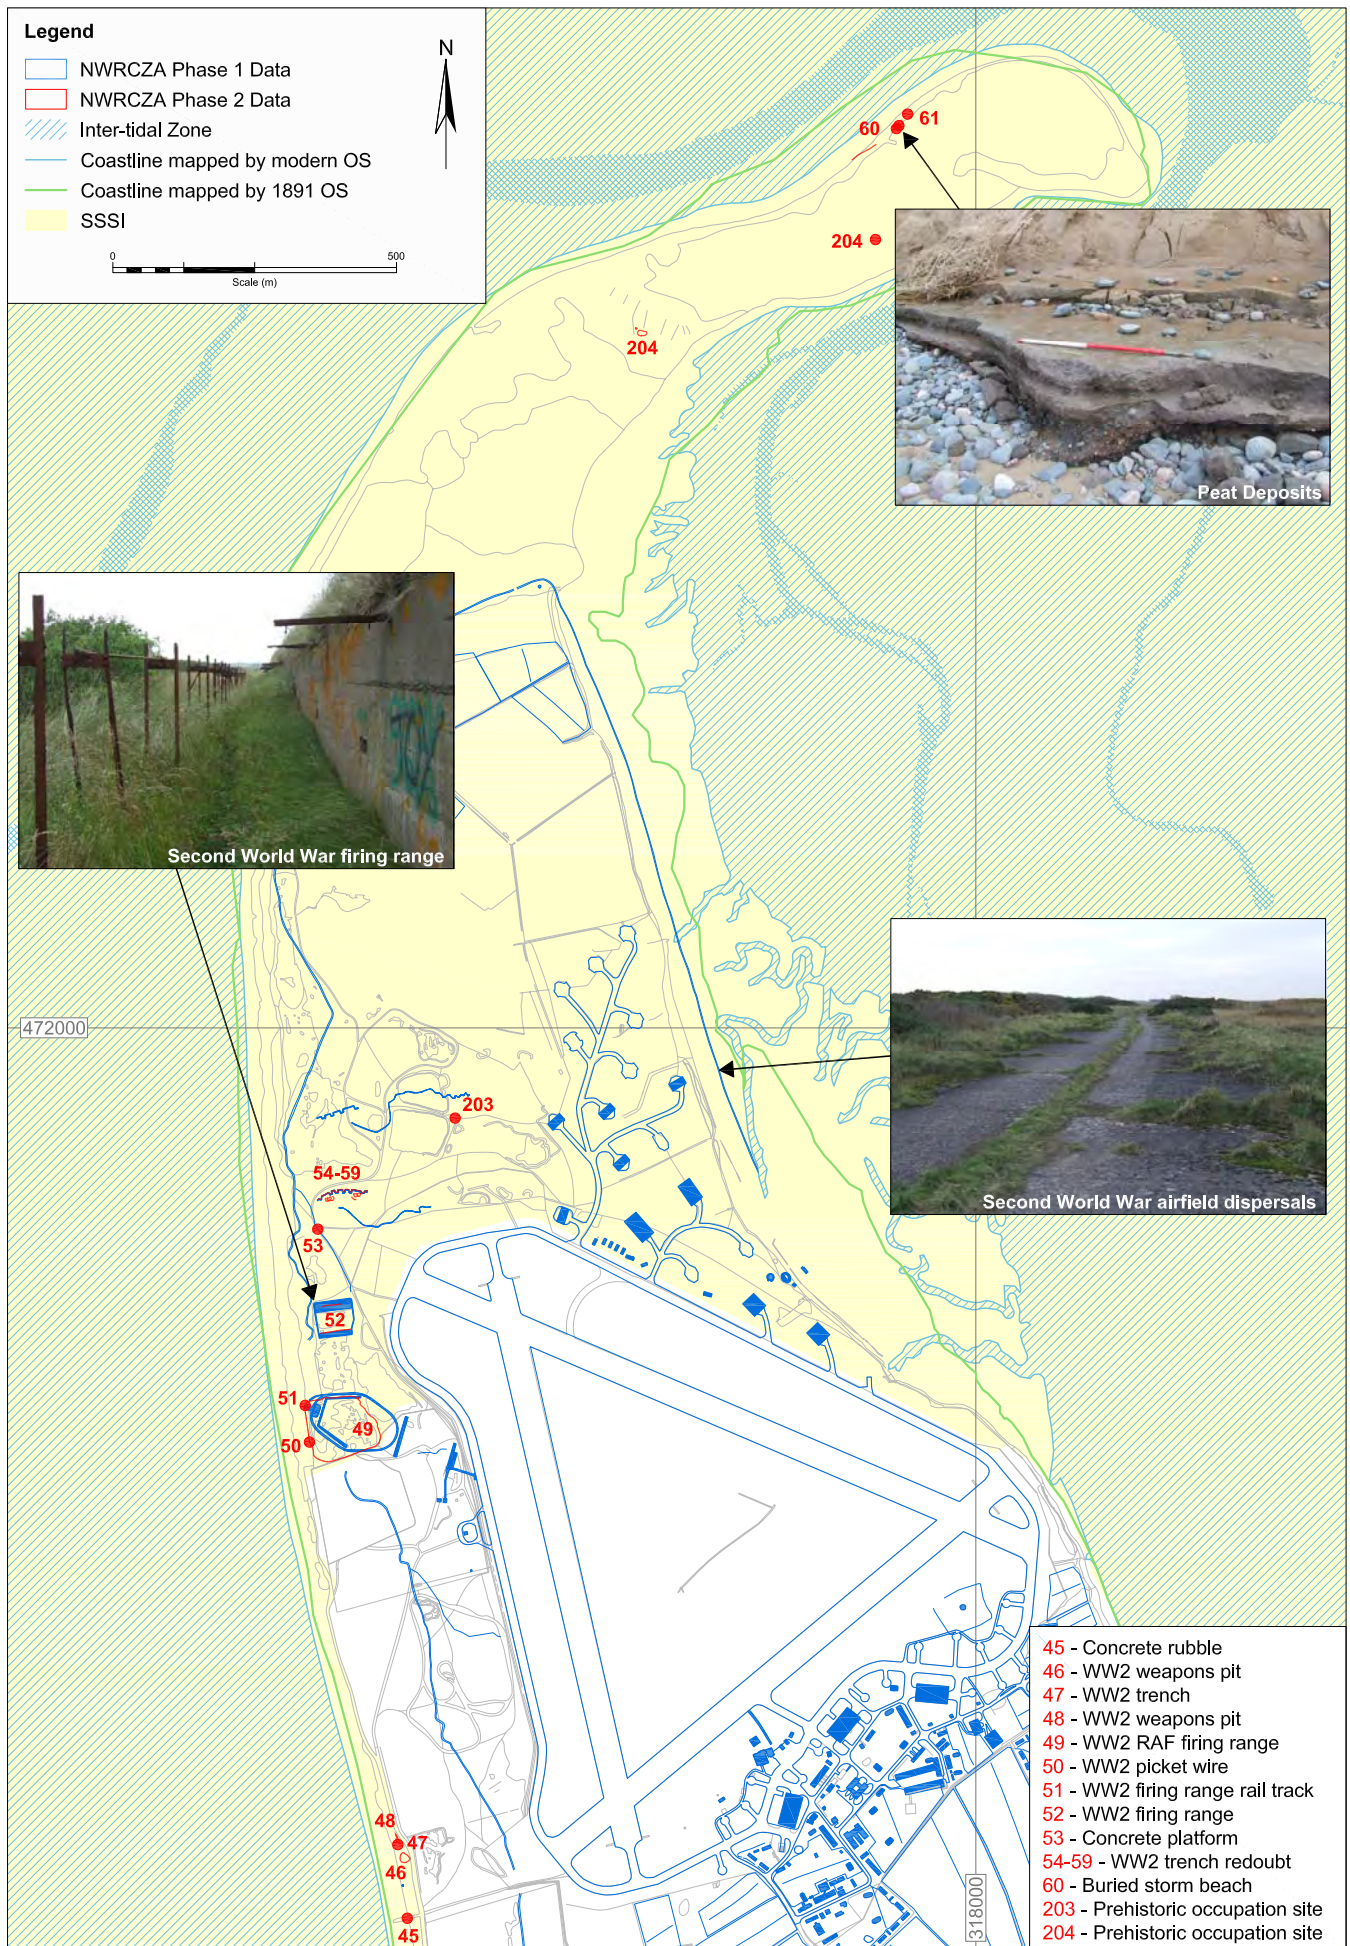 Legend
N
NWRCZA Phase 1 Data
NWRCZA Phase 2 Data
Inter-tidal Zone
Coastline mapped by modern OS
Coastline mapped by 1891 OS
SSSI
0 500
Scale (m)
61
60
204
204
Peat Deposits
Second World War firing range
472000
203
Second World War airfield dispersals
54-59
53
52
51
49
50
48
47
46
45
318000
45 - Concrete rubble
46 - WW2 weapons pit
47 - WW2 trench
48 - WW2 weapons pit
49 - WW2 RAF firing range
50 - WW2 picket wire
51 - WW2 firing range rail track
52 - WW2 firing range
53 - Concrete platform
54-59 - WW2 trench redoubt
60 - Buried storm beach
203 - Prehistoric occupation site
204 - Prehistoric occupation site